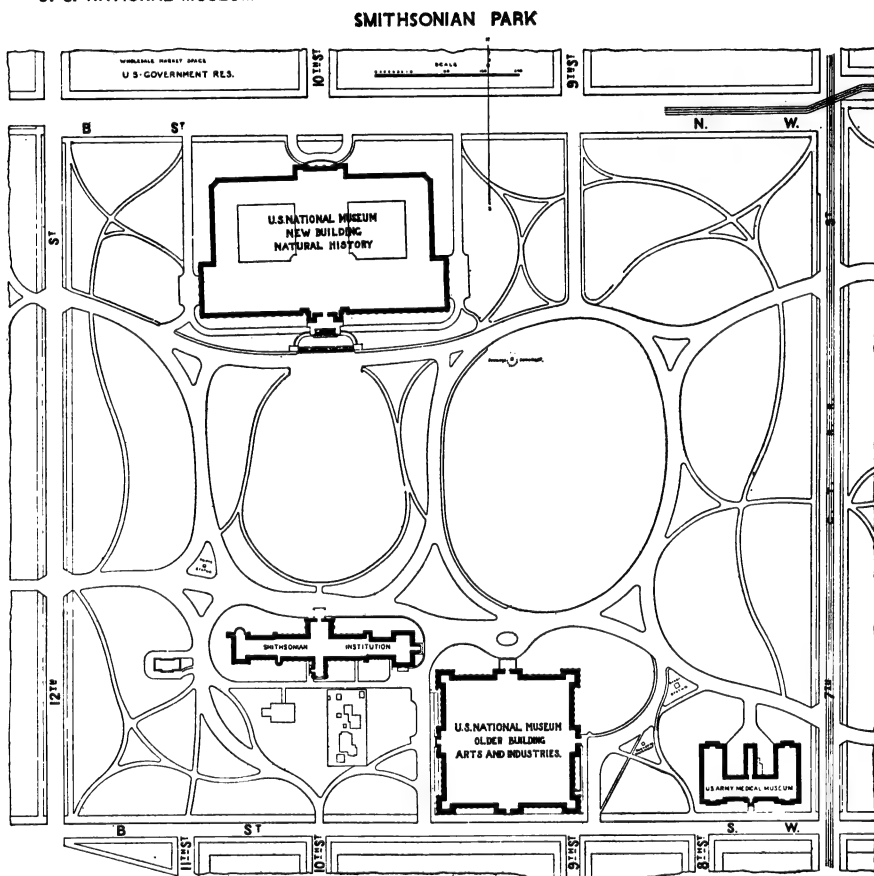 SMITHSONIAN PARK
WHOLESALE MARKET SPACE
U.S. GOVERNMENT RES.
10TH ST
SCALE
9TH ST
B ST N. W.
U.S. NATIONAL MUSEUM
NEW BUILDING
NATURAL HISTORY
ST
ST
SMITHSONIAN INSTITUTION
12TH
7TH
U.S. NATIONAL MUSEUM
OLDER BUILDING
ARTS AND INDUSTRIES.
U.S. ARMY MEDICAL MUSEUM
B ST S. W.
11TH ST
10TH ST
9TH ST
8TH ST